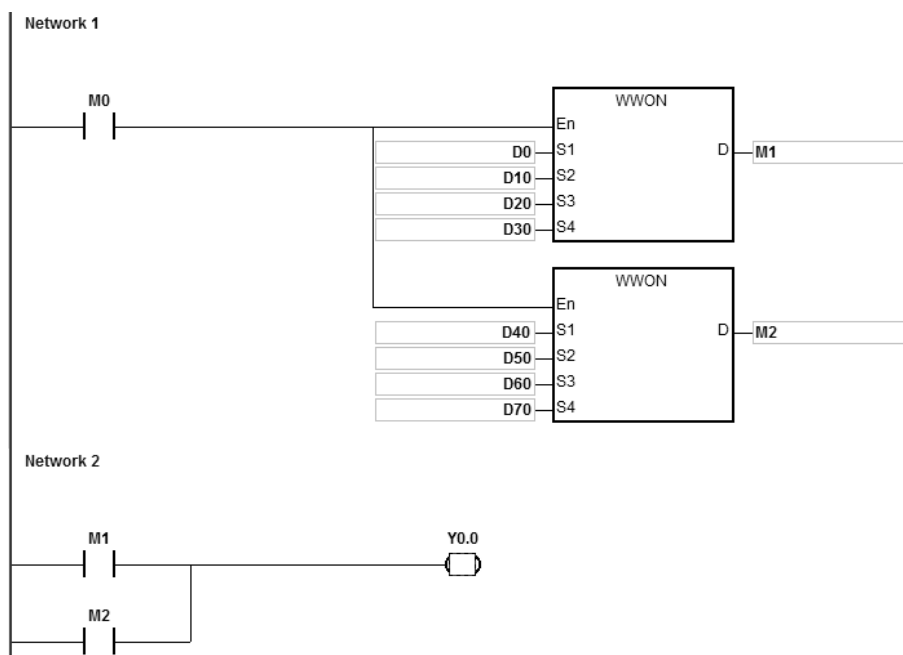 Network 1
M0
WWON
En
D0 S1 D M1
D10 S2
D20 S3
D30 S4
WWON
En
D40 S1 D M2
D50 S2
D60 S3
D70 S4
Network 2
M1 Y0.0
M2